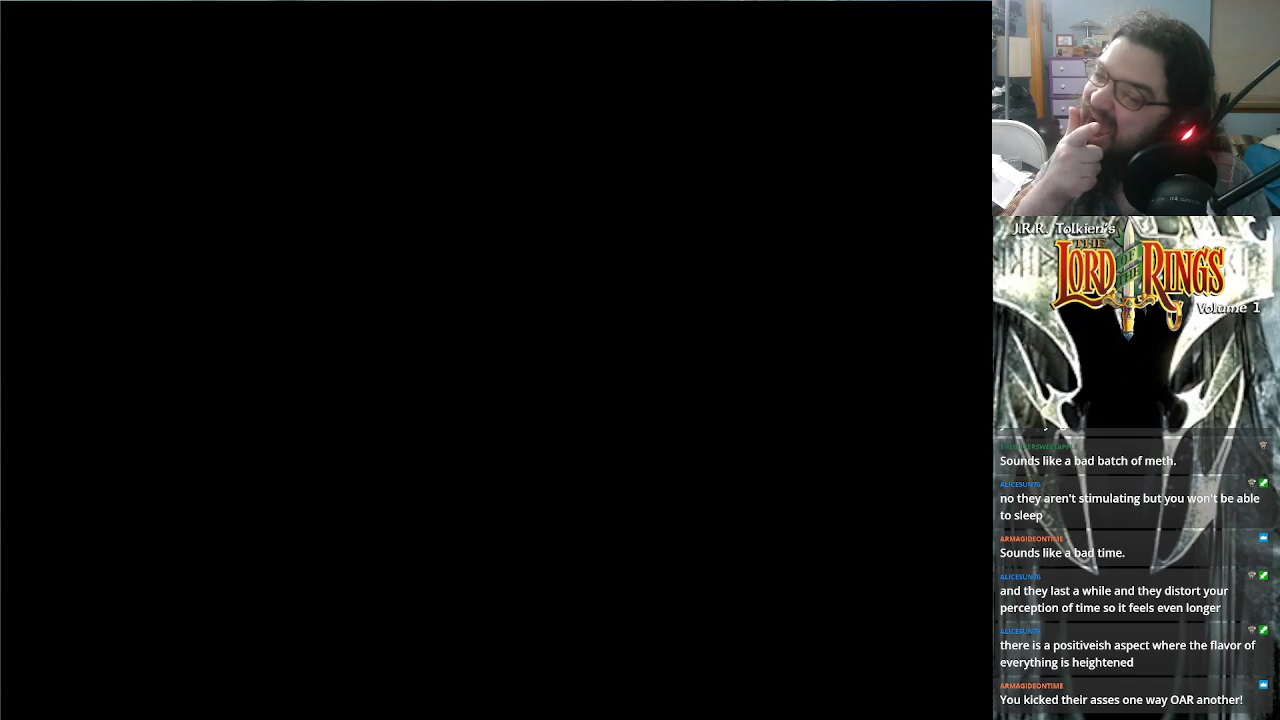 J.R.R. Tolkien's
THE
LORD OF THE RINGS
Volume 1
Sounds like a bad batch of meth.
ALICESUN76
no they aren't stimulating but you won't be able
to sleep
ARMAGIDEONTIME
Sounds like a bad time.
ALICESUN76
and they last a while and they distort your
perception of time so it feels even longer
ALICESUN76
there is a positiveish aspect where the flavor of
everything is heightened
ARMAGIDEONTIME
You kicked their asses one way OAR another!